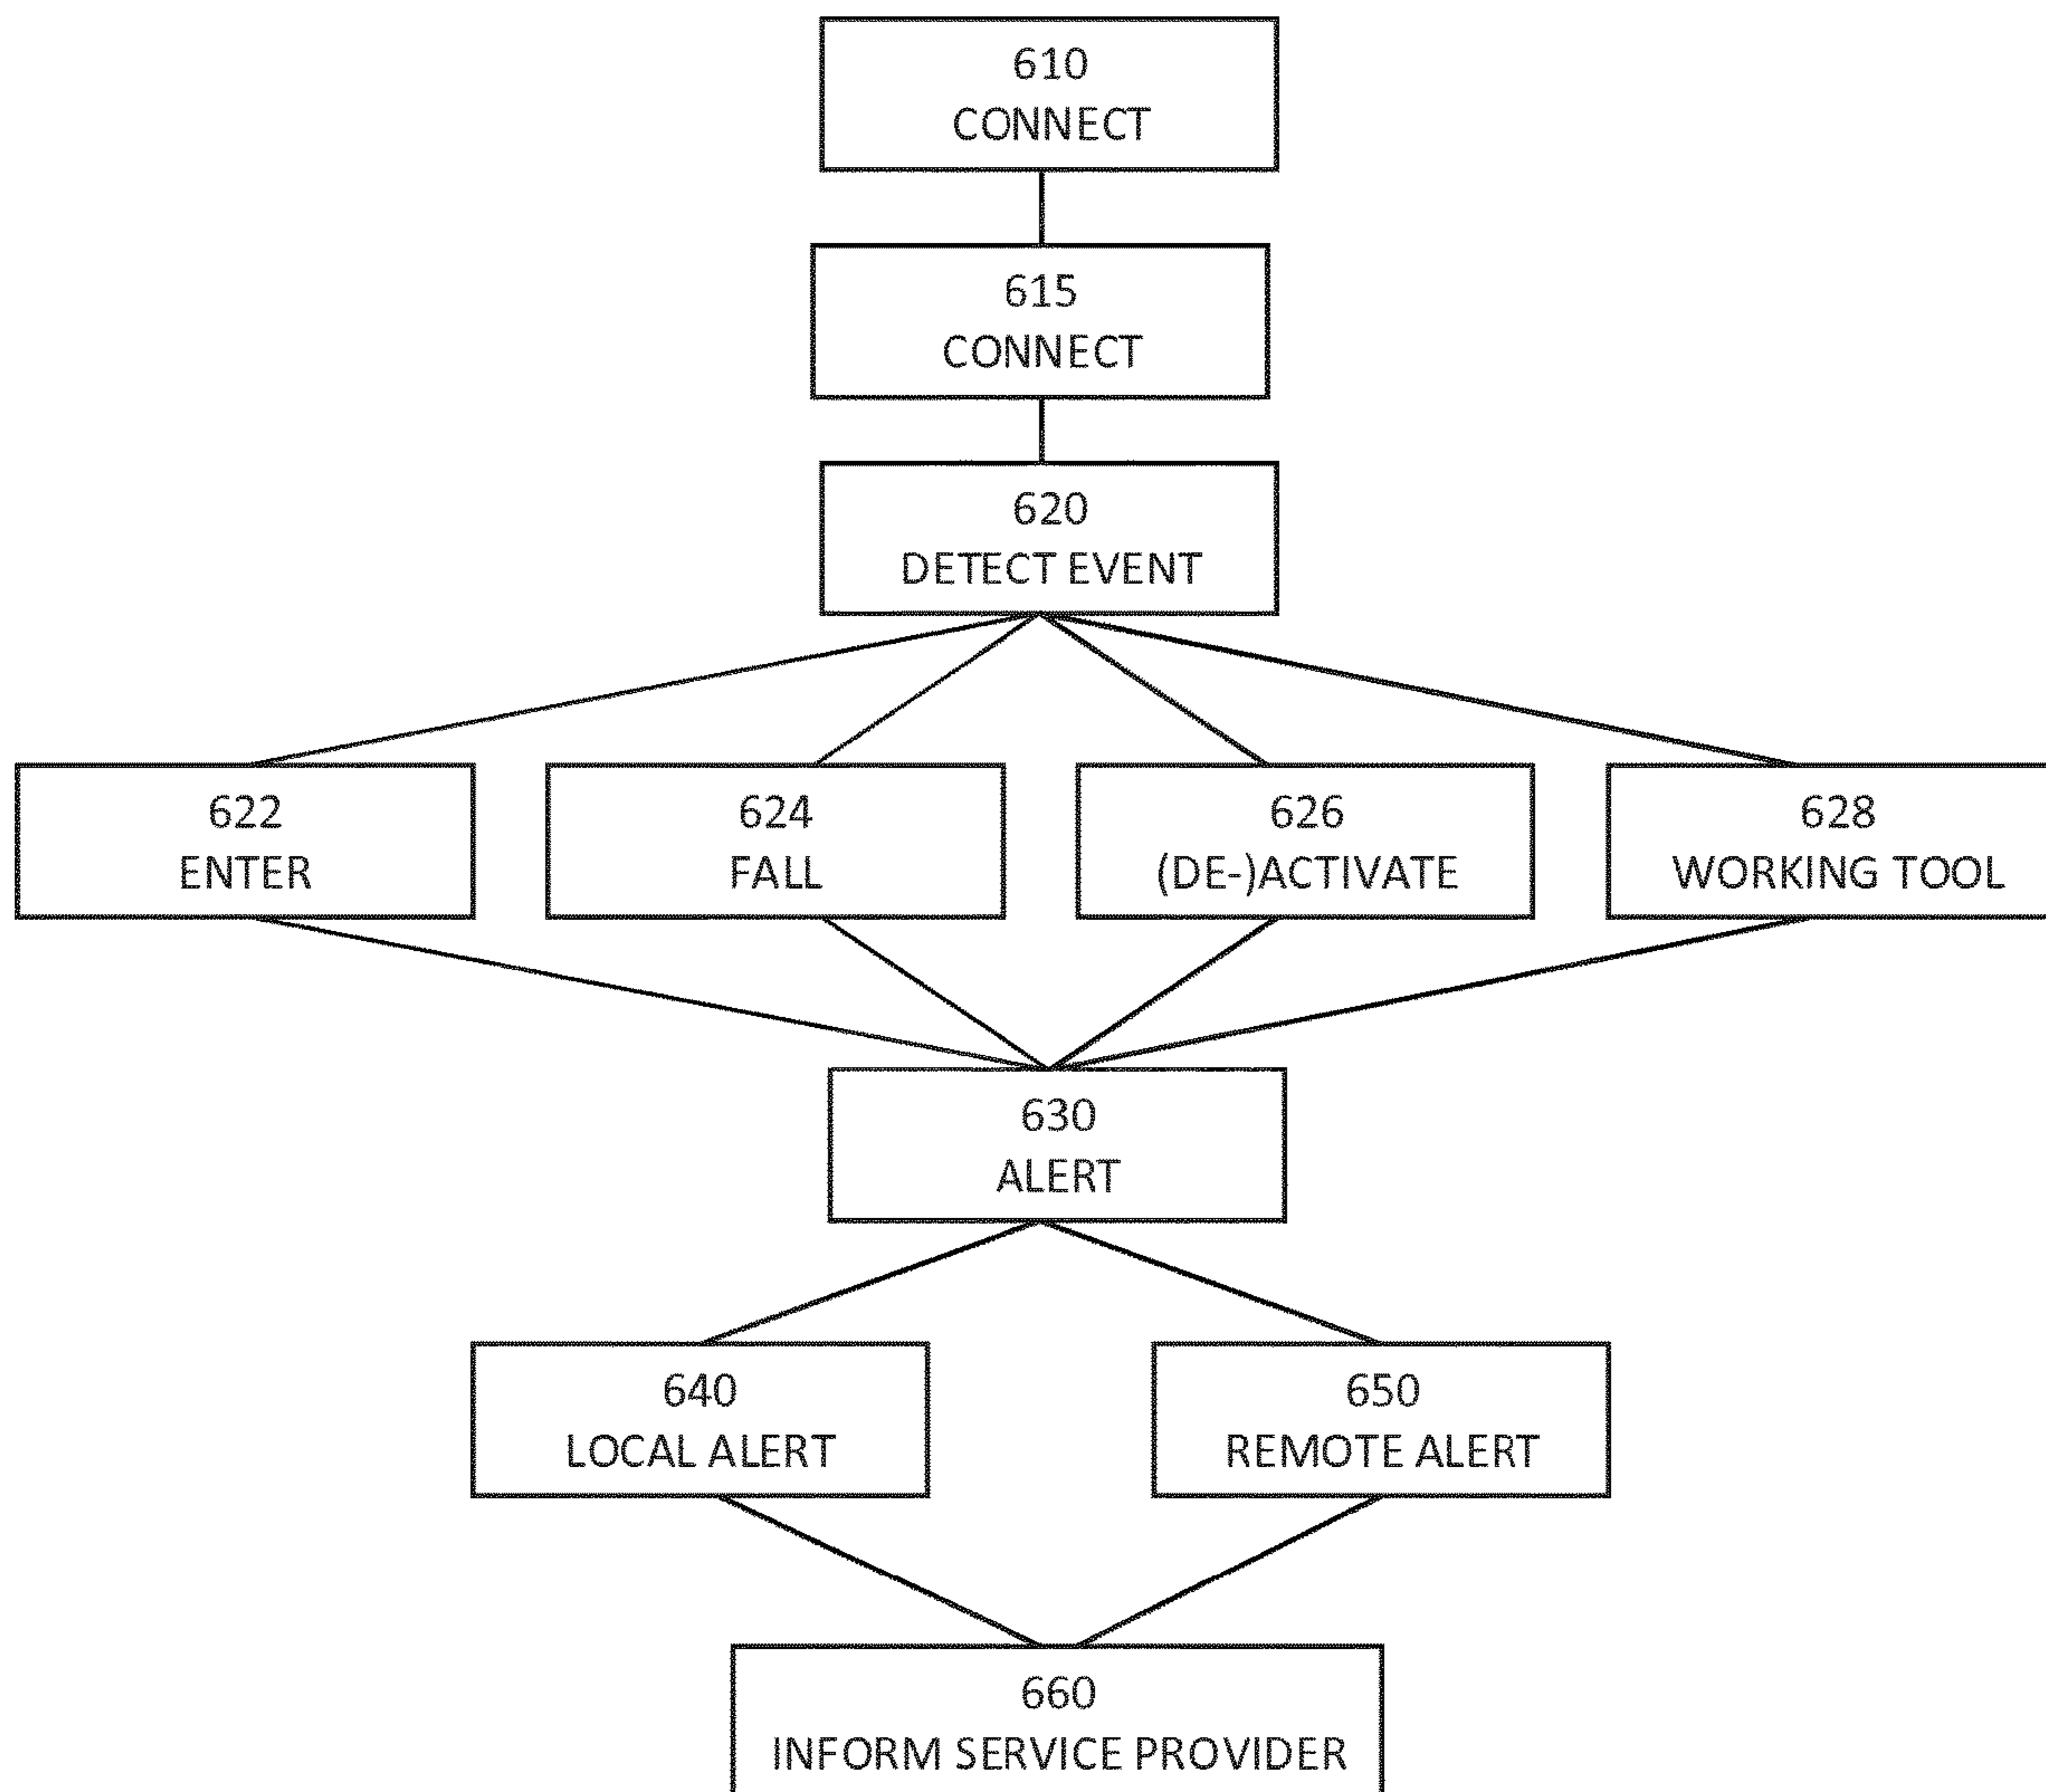 610
CONNECT
615
CONNECT
620
DETECT EVENT
622
ENTER
624
FALL
626
(DE-)ACTIVATE
628
WORKING TOOL
630
ALERT
640
LOCAL ALERT
650
REMOTE ALERT
660
INFORM SERVICE PROVIDER